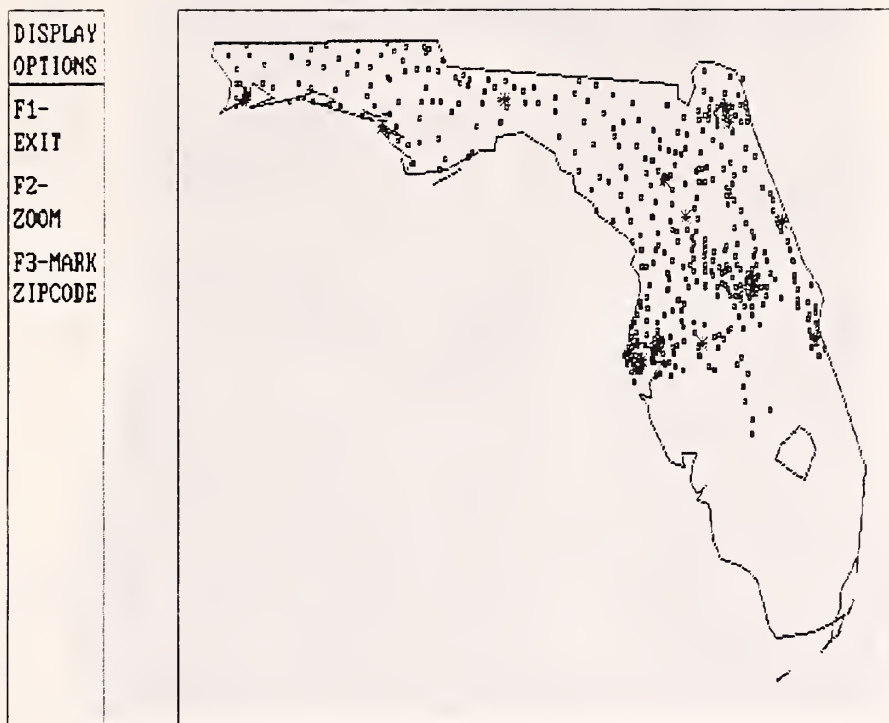 DISPLAY
OPTIONS
F1-
EXIT
F2-
ZOOM
F3-MARK
ZIPCODE